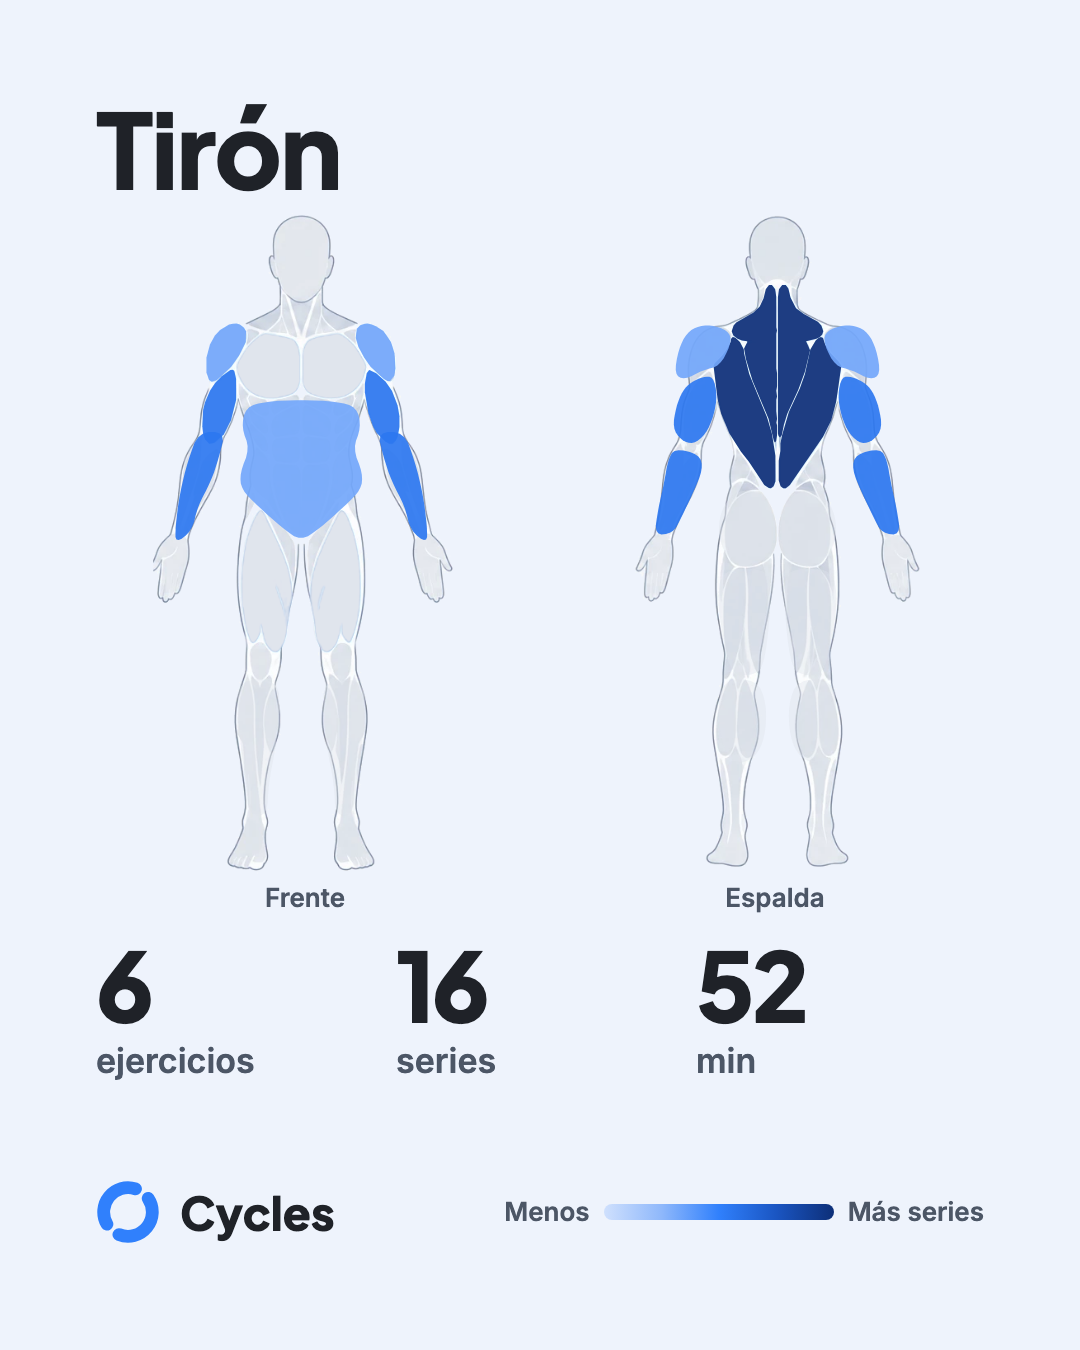 Tirón
Frente
Espalda
6
ejercicios
16
series
52
min
Cycles
Menos
Más series